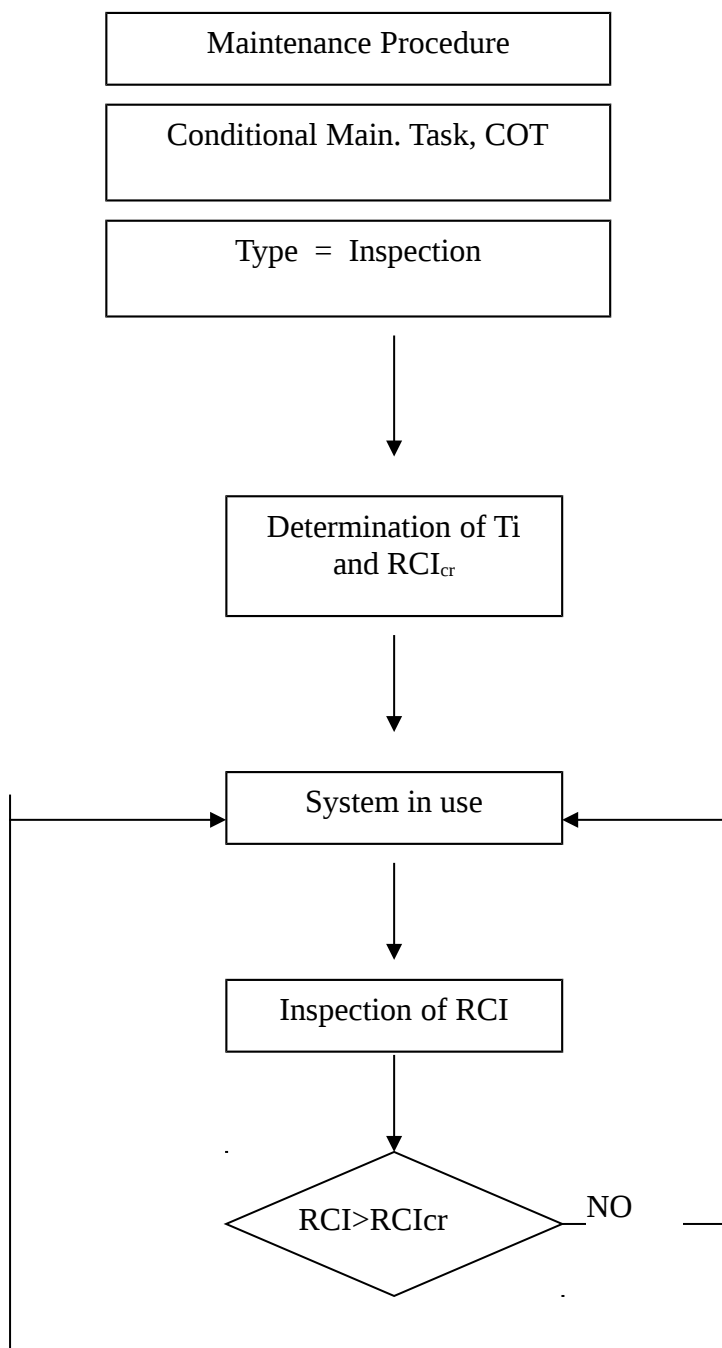 Maintenance Procedure
Conditional Main. Task, COT
Type  =  Inspection
Determination of Ti
and RCIcr
System in use
Inspection of RCI
RCI>RCIcr
NO